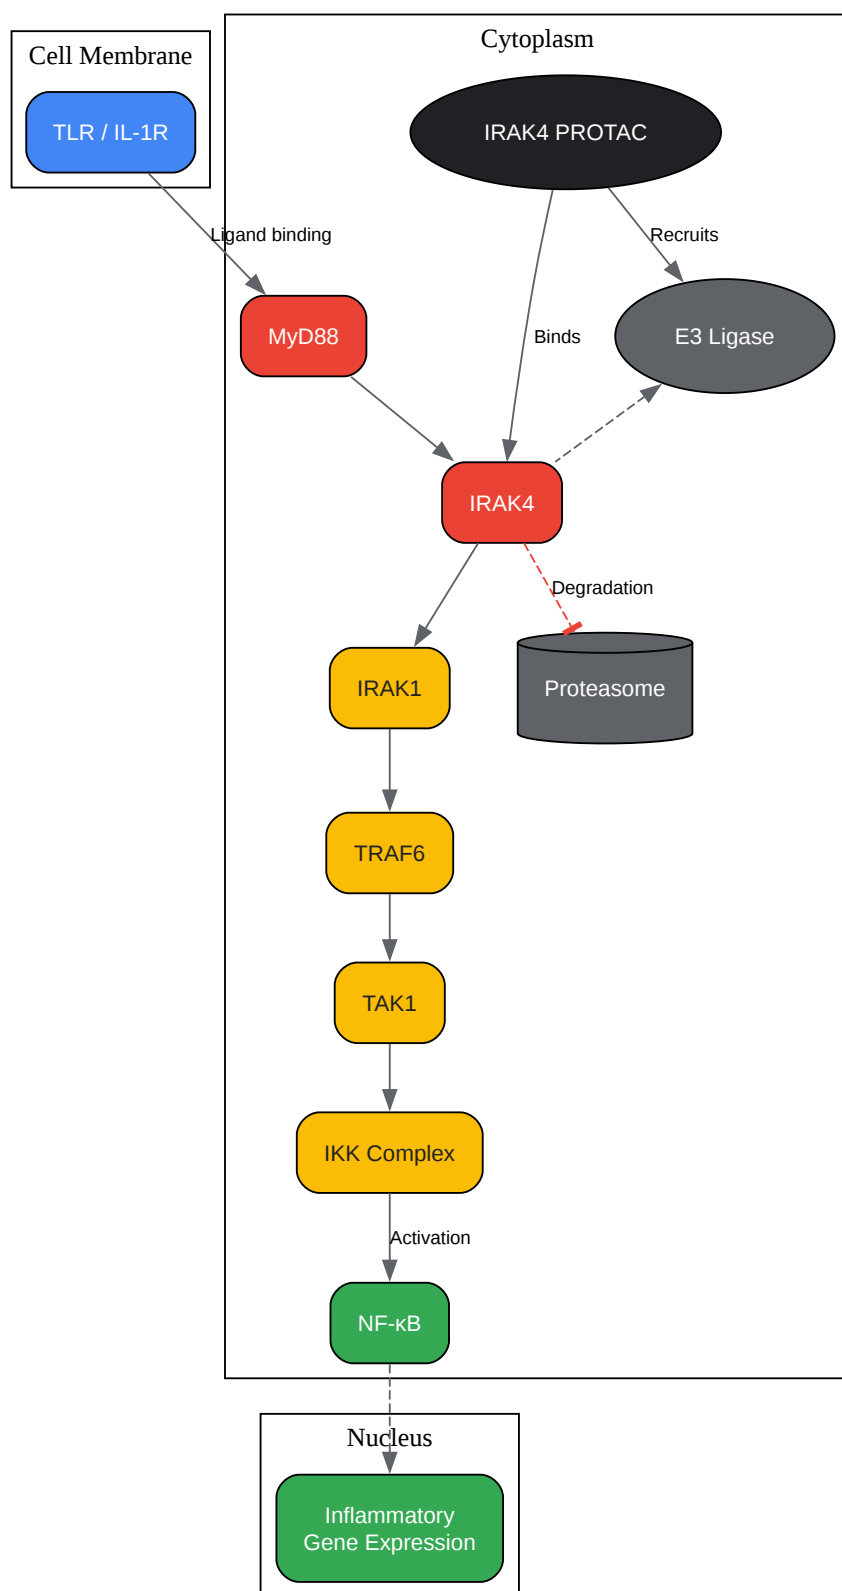 Cell Membrane
Cytoplasm
TLR / IL-1R
IRAK4 PROTAC
Ligand binding
Recruits
MyD88
Binds
E3 Ligase
IRAK4
Degradation
IRAK1
Proteasome
TRAF6
TAK1
IKK Complex
Activation
NF-κB
Nucleus
Inflammatory
Gene Expression